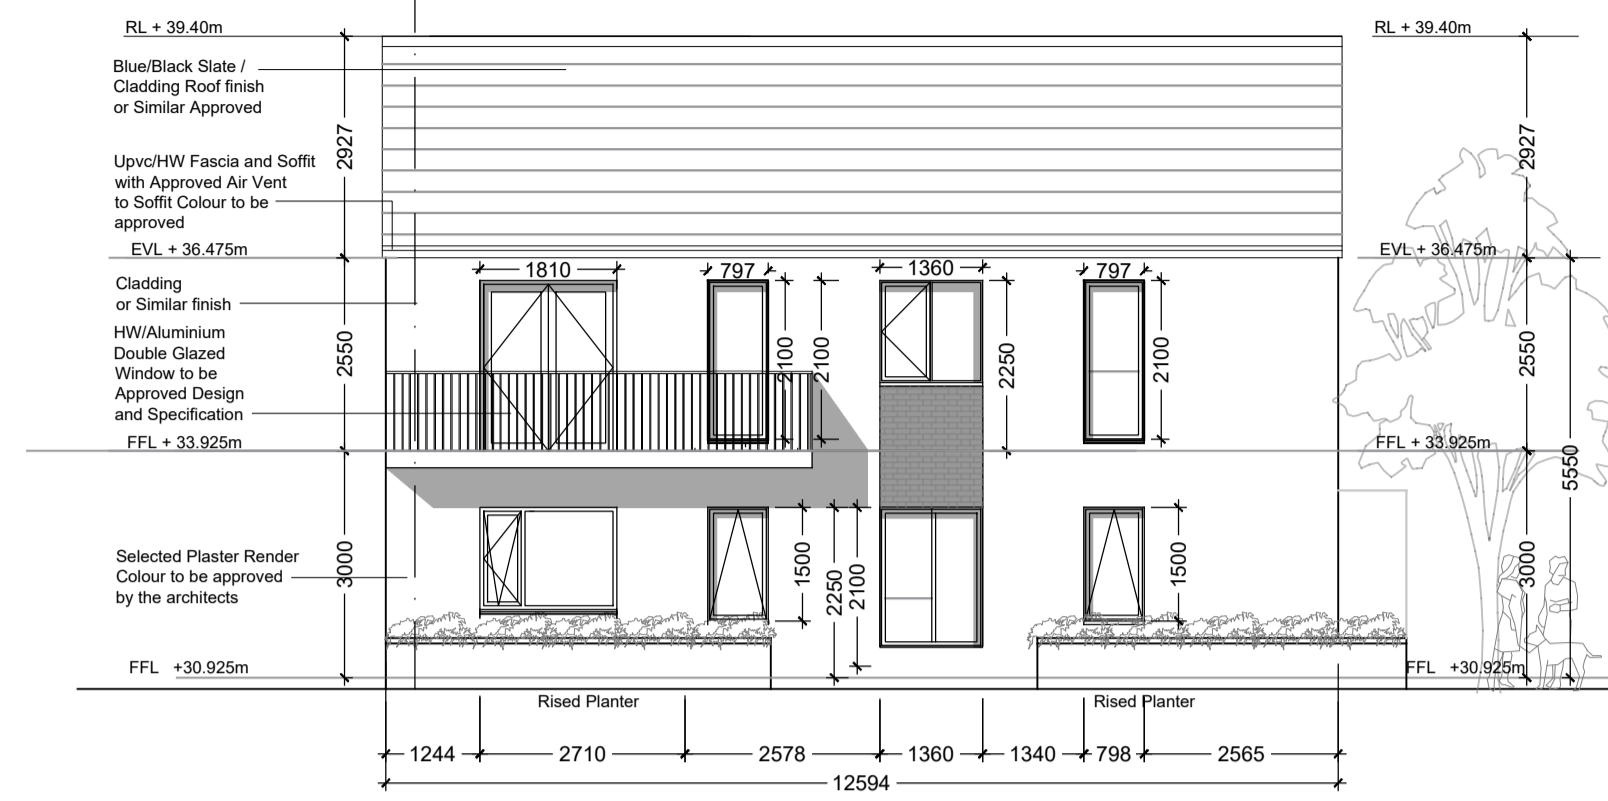 RL + 39.40m
RL + 39.40m
Blue/Black Slate /
Cladding Roof finish
or Similar Approved
2927
2927
Upvc/HW Fascia and Soffit
with Approved Air Vent
to Soffit Colour to be
approved
EVL + 36.475m
EVL + 36.475m
1810
797
1360
797
Cladding
or Similar finish
HW/Aluminium
Double Glazed
Window to be
Approved Design
and Specification
2550
2100
2100
2250
2100
2550
FFL + 33.925m
FFL + 33.925m
5550
Selected Plaster Render
Colour to be approved
by the architects
3000
1500
2250
2100
1500
3000
FFL +30.925m
FFL +30.925m
Rised Planter
Rised Planter
1244
2710
2578
1360
1340
798
2565
12594